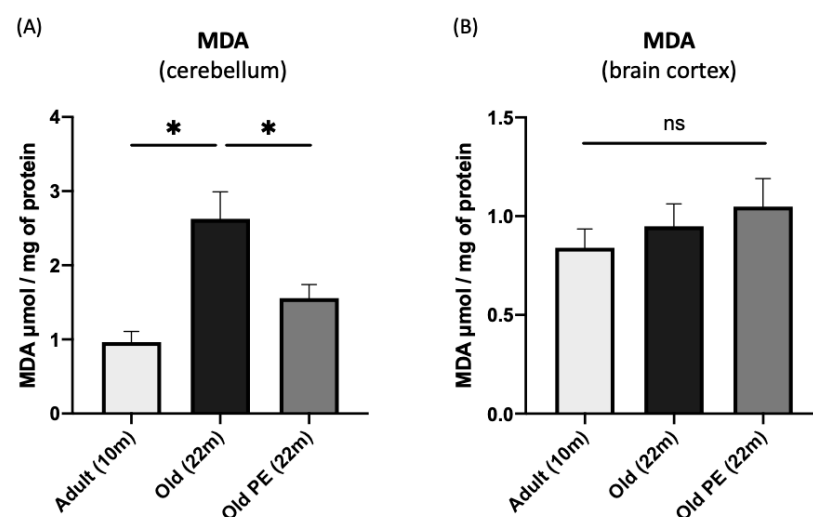 (A)
MDA
(cerebellum)
MDA µmol / mg of protein
4
3
2
1
0
*
*
Adult (10m)
Old (22m)
Old PE (22m)
(B)
MDA
(brain cortex)
MDA µmol / mg of protein
1.5
1.0
0.5
0.0
ns
Adult (10m)
Old (22m)
Old PE (22m)